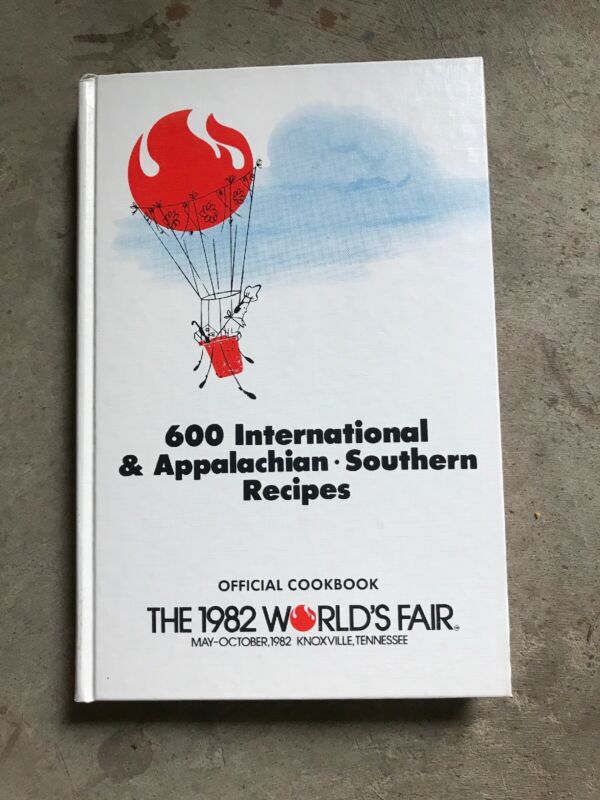 600 International
& Appalachian · Southern
Recipes
OFFICIAL COOKBOOK
THE 1982 WORLD'S FAIR
MAY-OCTOBER, 1982 KNOXVILLE, TENNESSEE